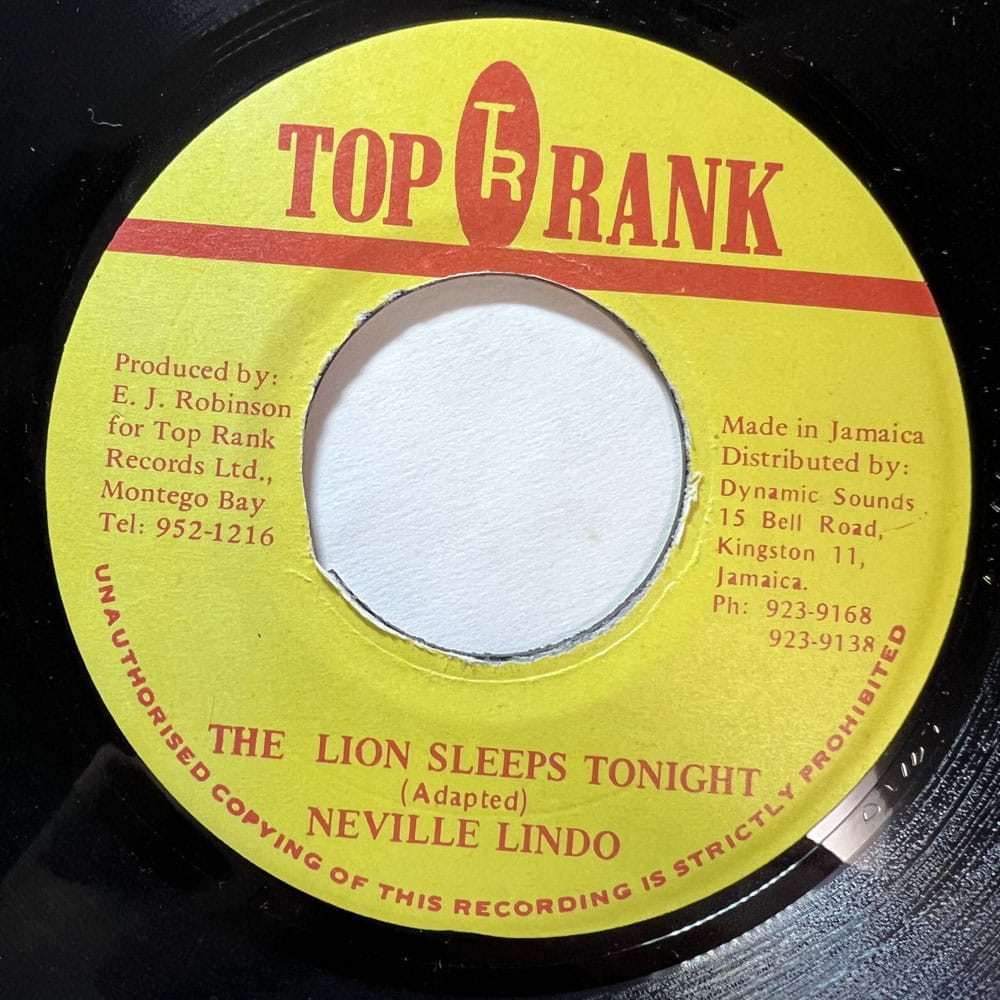 TOP TR RANK
Produced by:
E. J. Robinson
for Top Rank
Records Ltd.,
Montego Bay
Tel: 952-1216
Made in Jamaica
Distributed by:
Dynamic Sounds
15 Bell Road,
Kingston 11,
Jamaica.
Ph: 923-9168
923-9138
THE LION SLEEPS TONIGHT
(Adapted)
NEVILLE LINDO
UNAUTHORISED COPYING OF THIS RECORDING IS STRICTLY PROHIBITED